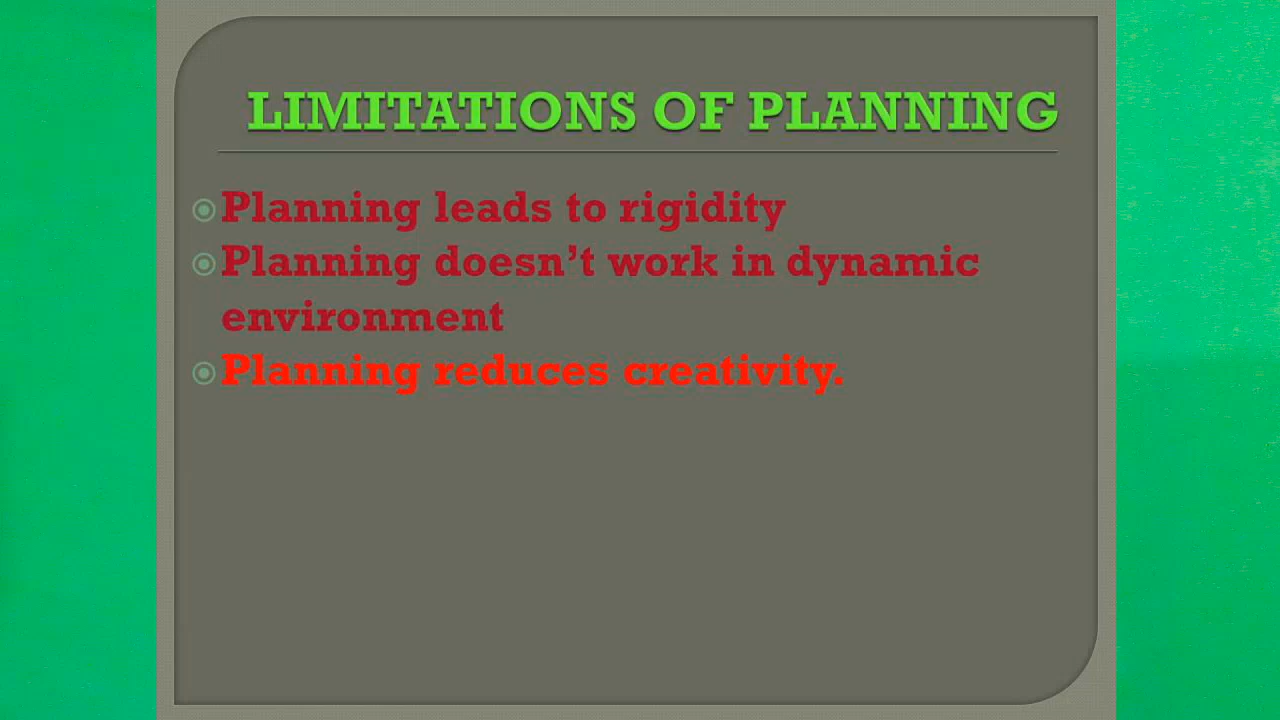 LIMITATIONS OF PLANNING
Planning leads to rigidity
Planning doesn’t work in dynamic
environment
Planning reduces creativity.